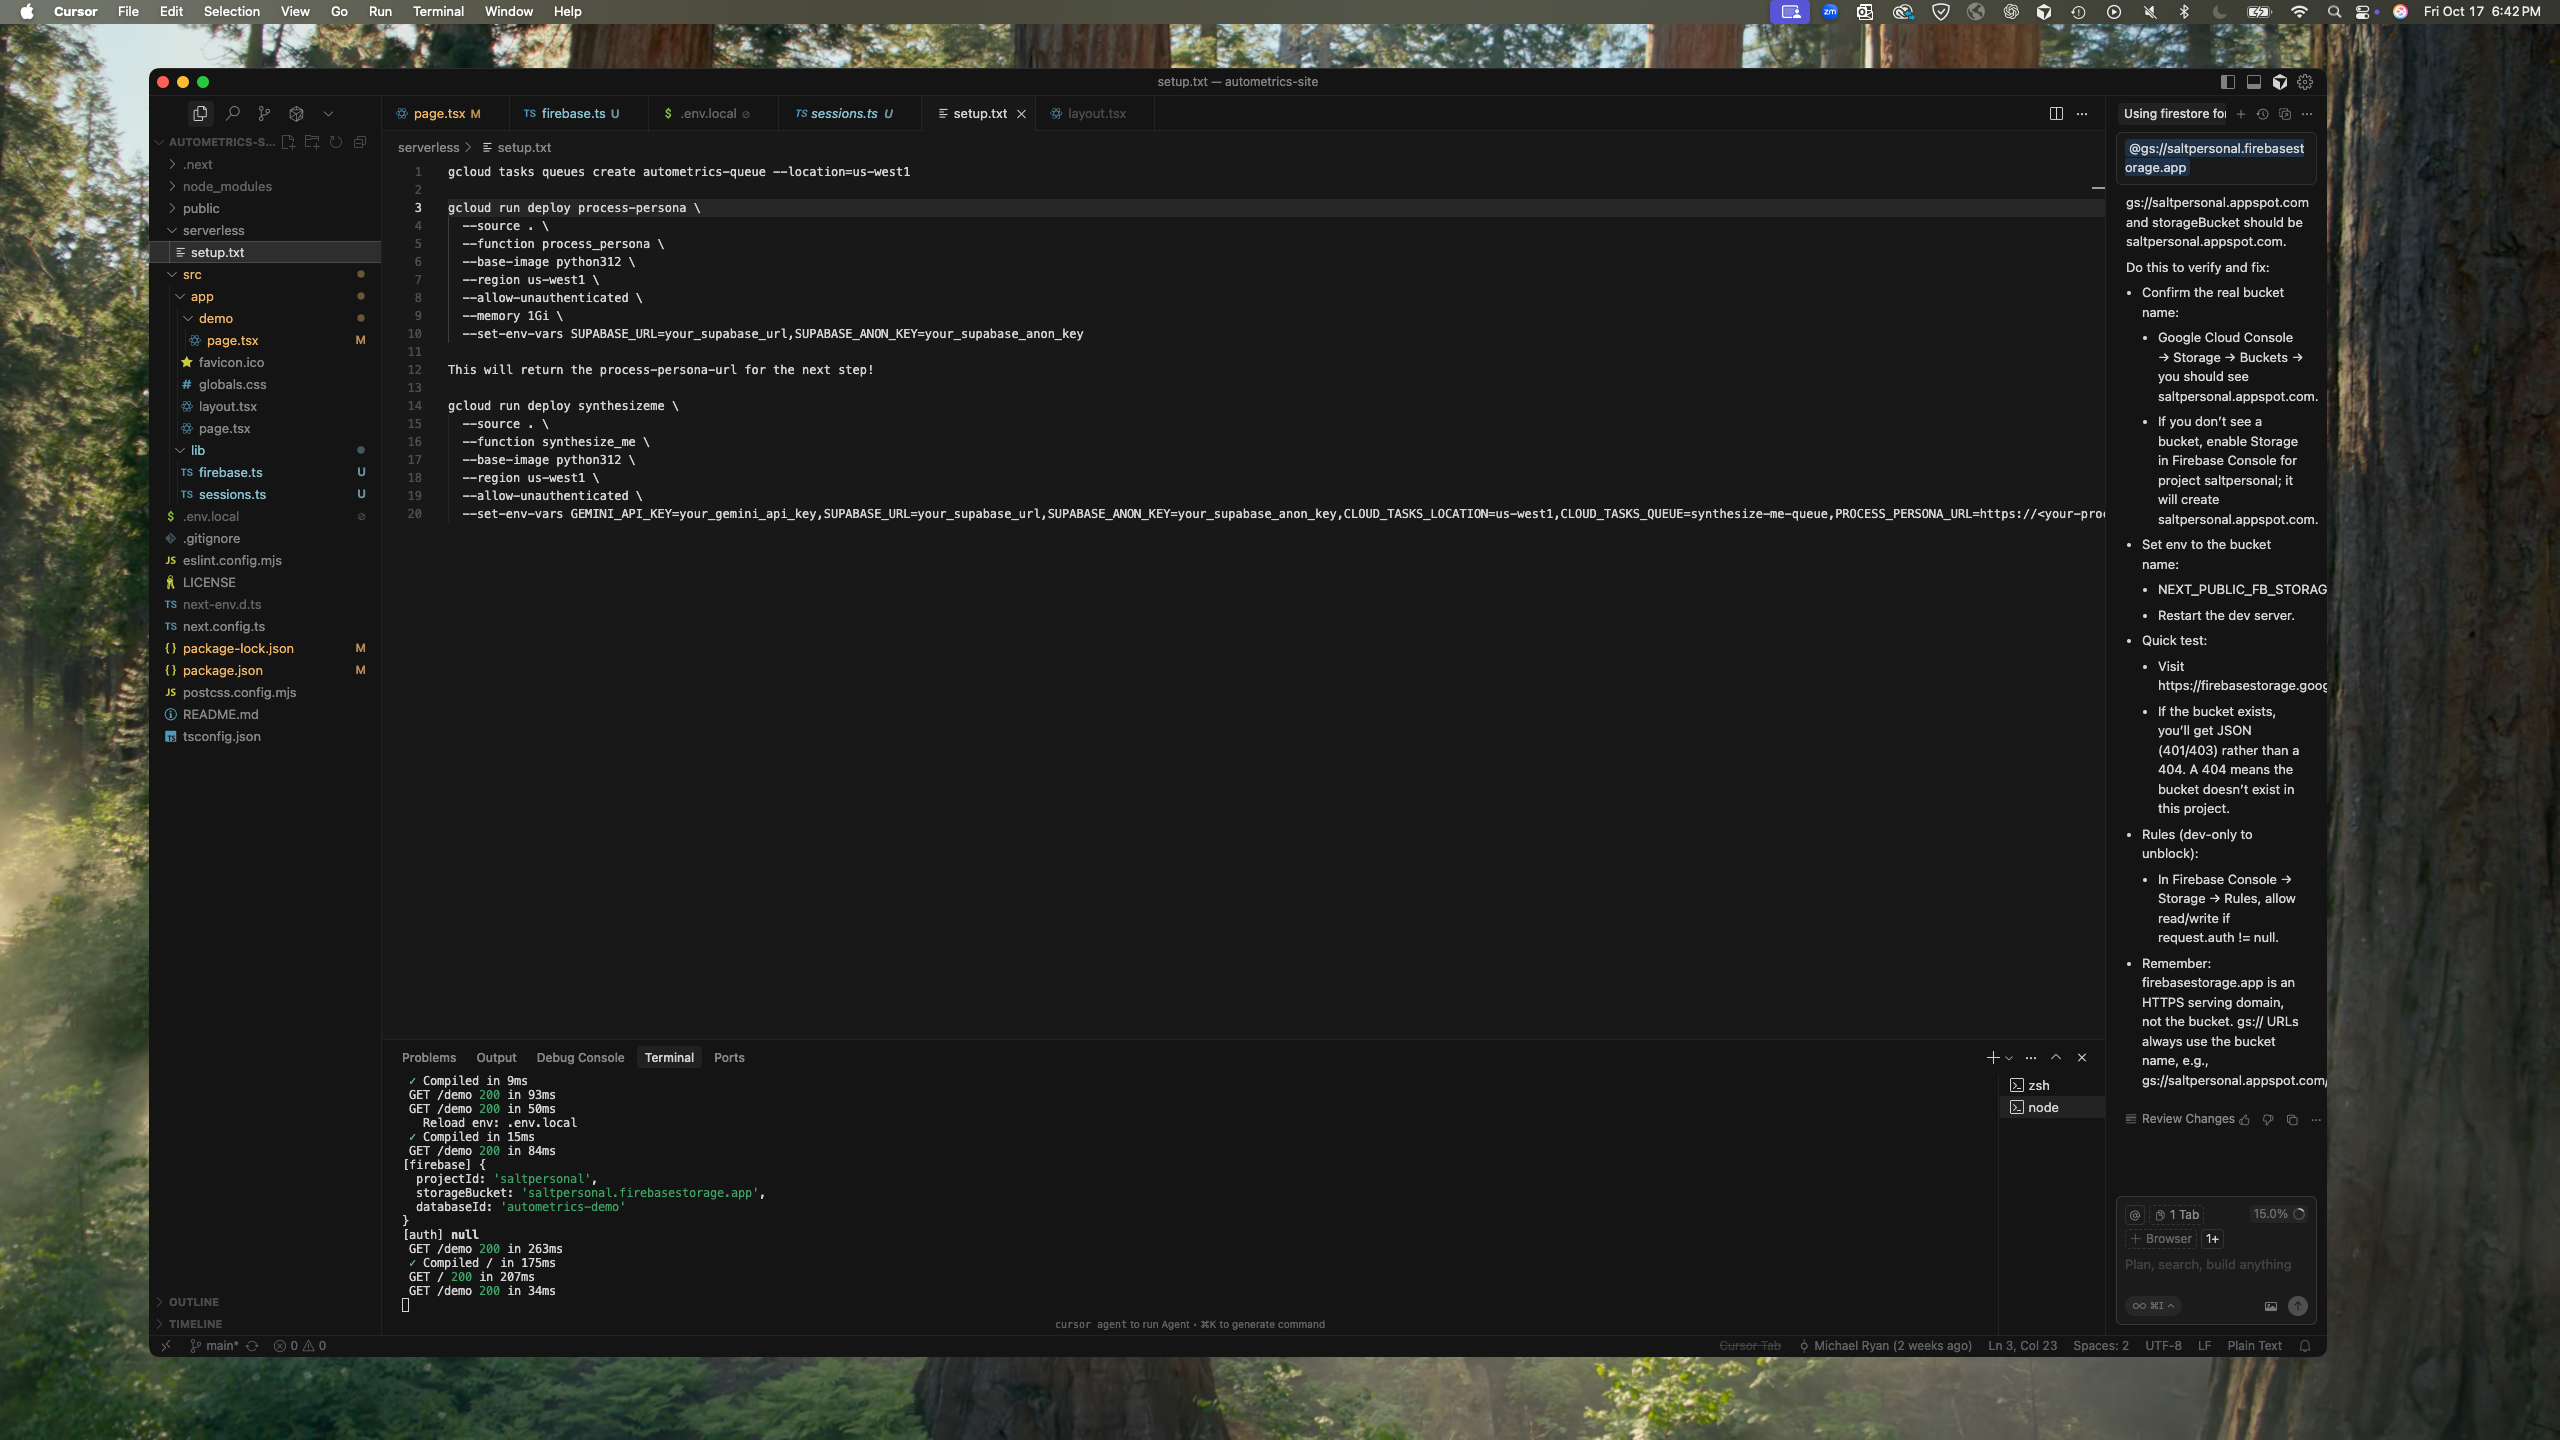 Cursor File Edit Selection View Go Run Terminal Window Help
zm
Fri Oct 17 6:42 PM
setup.txt — autometrics-site
AUTOMETRICS-S...
.next
node_modules
public
serverless
setup.txt
src
app
demo
page.tsx M
favicon.ico
# globals.css
layout.tsx
page.tsx
lib
TS firebase.ts U
TS sessions.ts U
$ .env.local
.gitignore
JS eslint.config.mjs
LICENSE
TS next-env.d.ts
TS next.config.ts
{} package-lock.json M
{} package.json M
JS postcss.config.mjs
README.md
tsconfig.json
OUTLINE
TIMELINE
page.tsx M TS firebase.ts U $ .env.local TS sessions.ts U setup.txt layout.tsx
serverless > setup.txt
1 gcloud tasks queues create autometrics-queue --location=us-west1
2
3 gcloud run deploy process-persona \
4 --source . \
5 --function process_persona \
6 --base-image python312 \
7 --region us-west1 \
8 --allow-unauthenticated \
9 --memory 1Gi \
10 --set-env-vars SUPABASE_URL=your_supabase_url,SUPABASE_ANON_KEY=your_supabase_anon_key
11
12 This will return the process-persona-url for the next step!
13
14 gcloud run deploy synthesizeme \
15 --source . \
16 --function synthesize_me \
17 --base-image python312 \
18 --region us-west1 \
19 --allow-unauthenticated \
20 --set-env-vars GEMINI_API_KEY=your_gemini_api_key,SUPABASE_URL=your_supabase_url,SUPABASE_ANON_KEY=your_supabase_anon_key,CLOUD_TASKS_LOCATION=us-west1,CLOUD_TASKS_QUEUE=synthesize-me-queue,PROCESS_PERSONA_URL=https://<your-pro
Problems Output Debug Console Terminal Ports
✓ Compiled in 9ms
GET /demo 200 in 93ms
GET /demo 200 in 50ms
Reload env: .env.local
✓ Compiled in 15ms
GET /demo 200 in 84ms
[firebase] {
projectId: 'saltpersonal',
storageBucket: 'saltpersonal.firebasestorage.app',
databaseId: 'autometrics-demo'
}
[auth] null
GET /demo 200 in 263ms
✓ Compiled / in 175ms
GET / 200 in 207ms
GET /demo 200 in 34ms
zsh
node
cursor agent to run Agent • ⌘K to generate command
Using firestore for
@gs://saltpersonal.firebasest
orage.app
gs://saltpersonal.appspot.com
and storageBucket should be
saltpersonal.appspot.com.
Do this to verify and fix:
• Confirm the real bucket
name:
• Google Cloud Console
→ Storage → Buckets →
you should see
saltpersonal.appspot.com.
• If you don't see a
bucket, enable Storage
in Firebase Console for
project saltpersonal; it
will create
saltpersonal.appspot.com.
• Set env to the bucket
name:
• NEXT_PUBLIC_FB_STORAG
• Restart the dev server.
• Quick test:
• Visit
https://firebasestorage.goog
• If the bucket exists,
you'll get JSON
(401/403) rather than a
404. A 404 means the
bucket doesn't exist in
this project.
• Rules (dev-only to
unblock):
• In Firebase Console →
Storage → Rules, allow
read/write if
request.auth != null.
• Remember:
firebasestorage.app is an
HTTPS serving domain,
not the bucket. gs:// URLs
always use the bucket
name, e.g.,
gs://saltpersonal.appspot.com/
Review Changes
@ 1 Tab 15.0%
+ Browser 1+
Plan, search, build anything
∞ ⌘I
main* 0 0
Cursor Tab Michael Ryan (2 weeks ago) Ln 3, Col 23 Spaces: 2 UTF-8 LF Plain Text